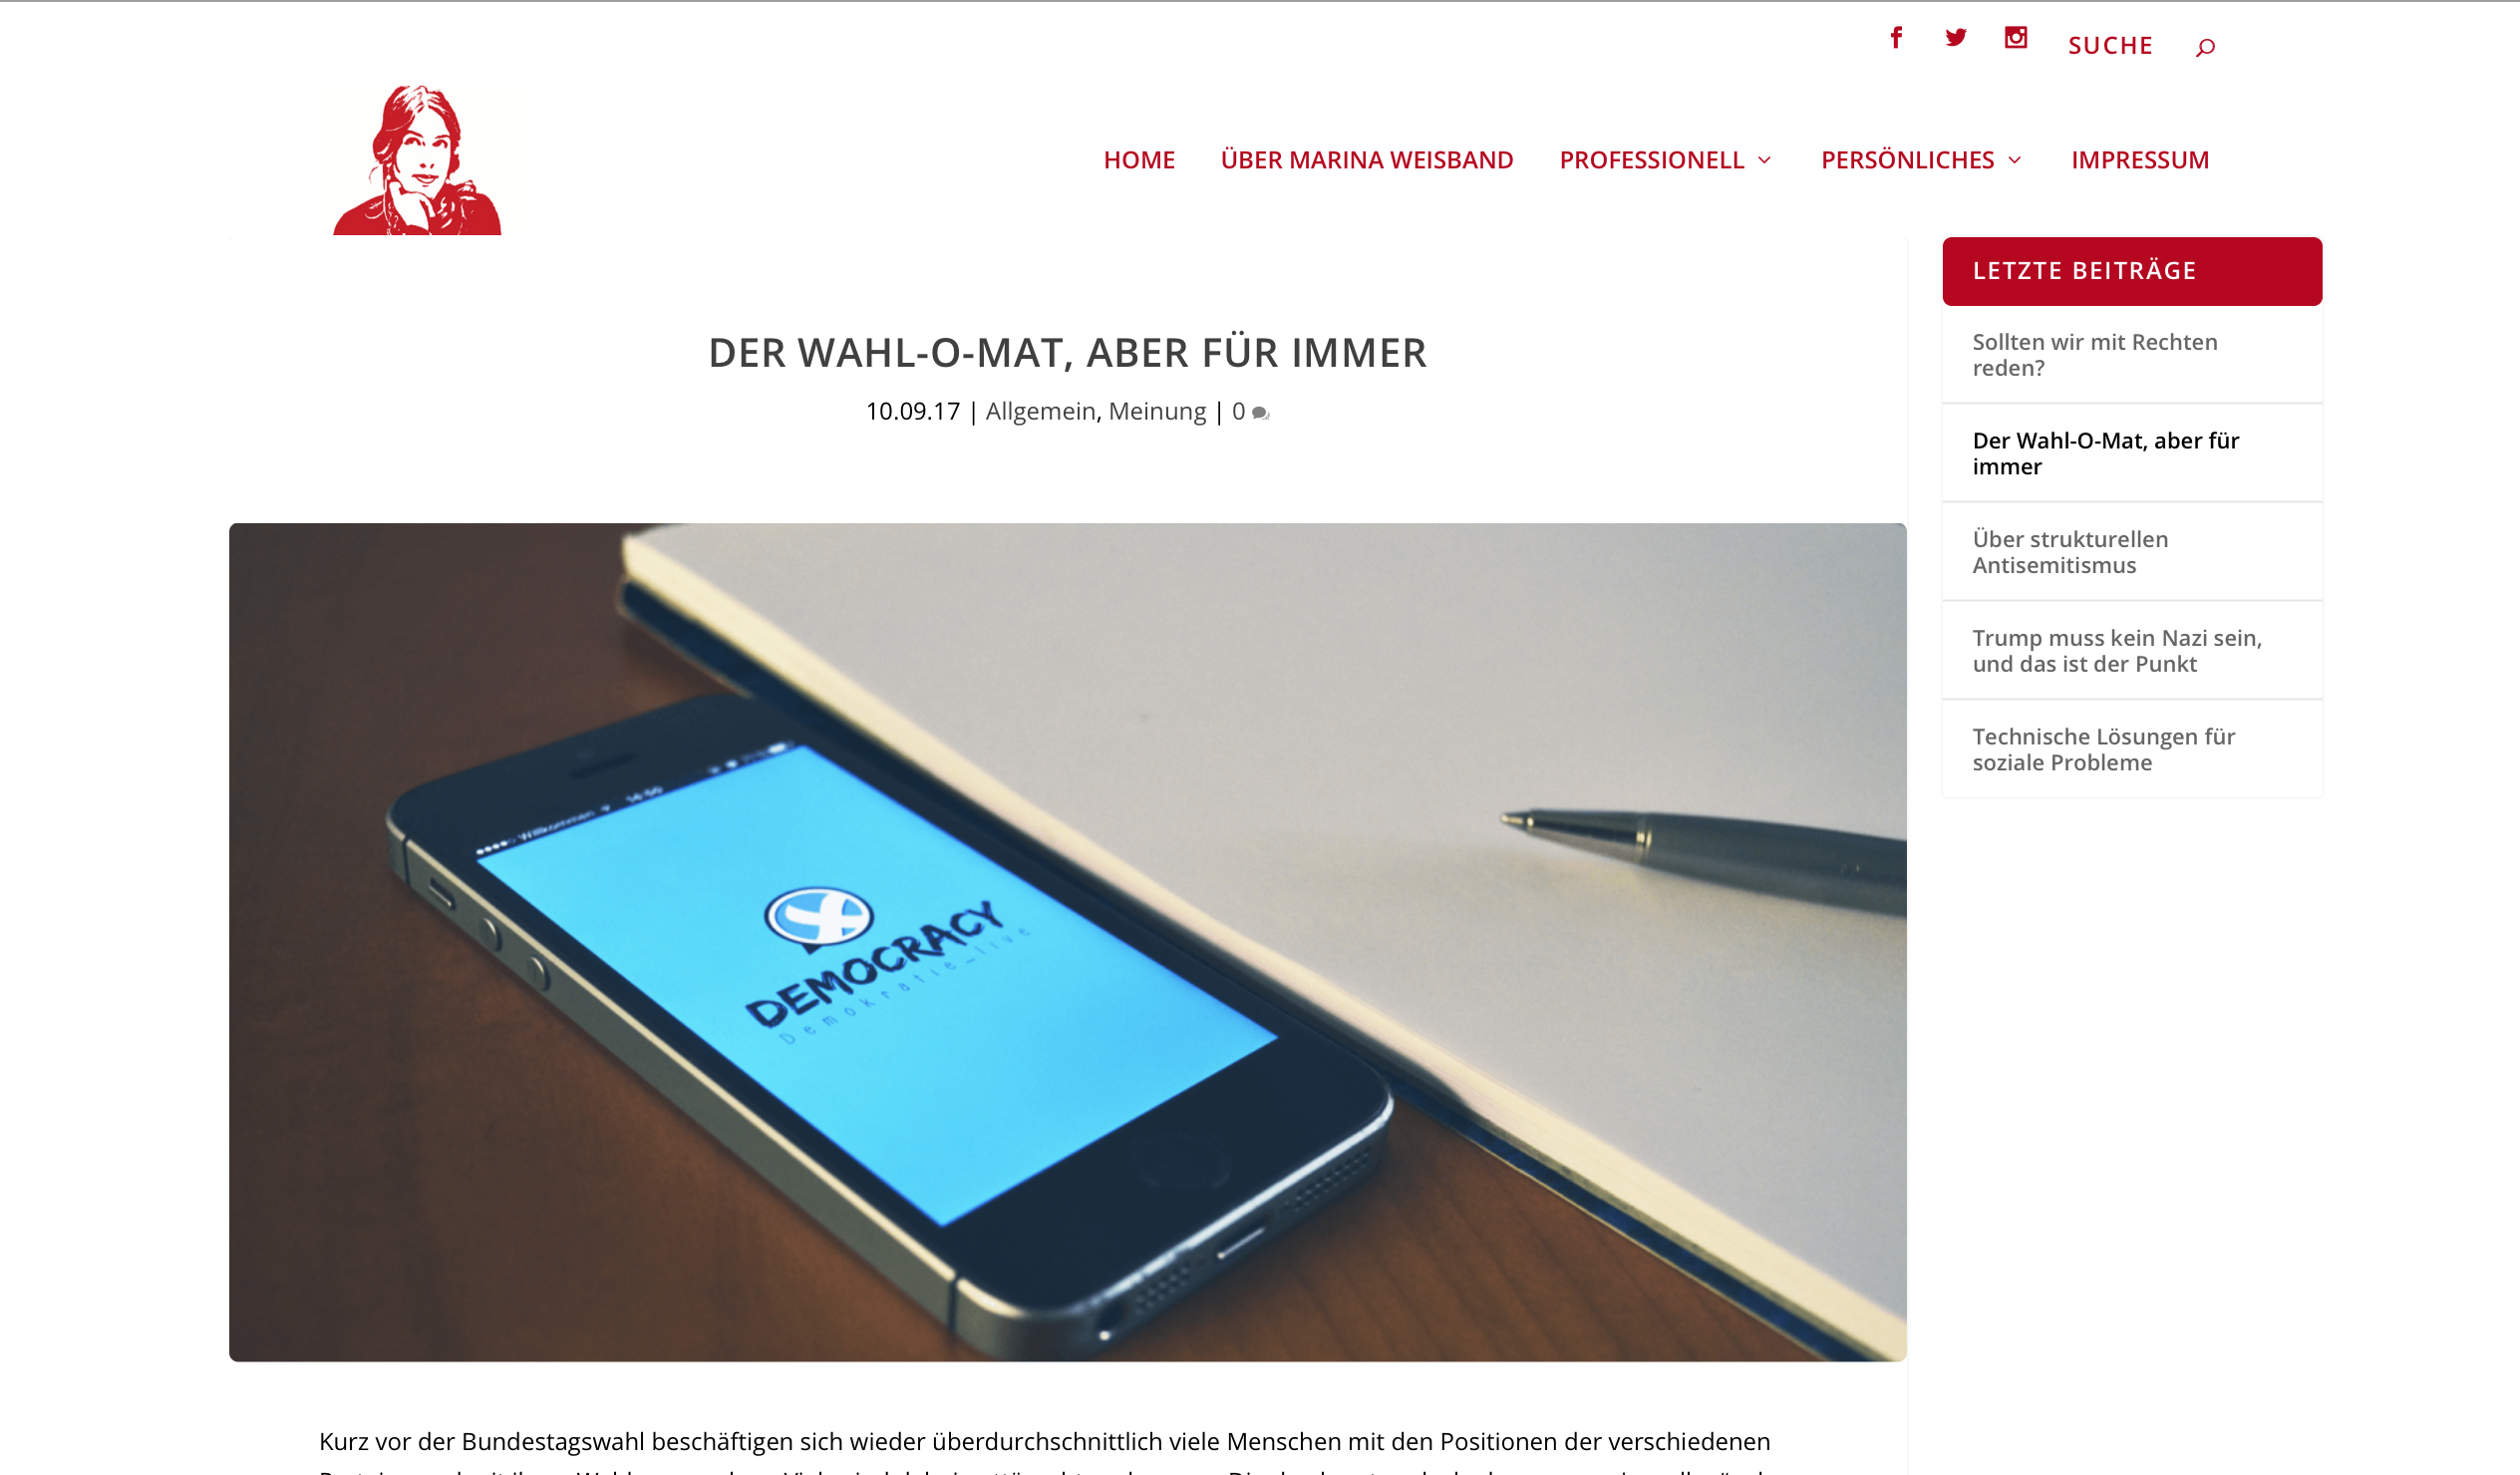 SUCHE
HOME ÜBER MARINA WEISBAND PROFESSIONELL PERSÖNLICHES IMPRESSUM
DER WAHL-O-MAT, ABER FÜR IMMER
10.09.17 | Allgemein, Meinung | 0
DEMOCRACY
Demokratie_live
Kurz vor der Bundestagswahl beschäftigen sich wieder überdurchschnittlich viele Menschen mit den Positionen der verschiedenen
LETZTE BEITRÄGE
Sollten wir mit Rechten
reden?
Der Wahl-O-Mat, aber für
immer
Über strukturellen
Antisemitismus
Trump muss kein Nazi sein,
und das ist der Punkt
Technische Lösungen für
soziale Probleme